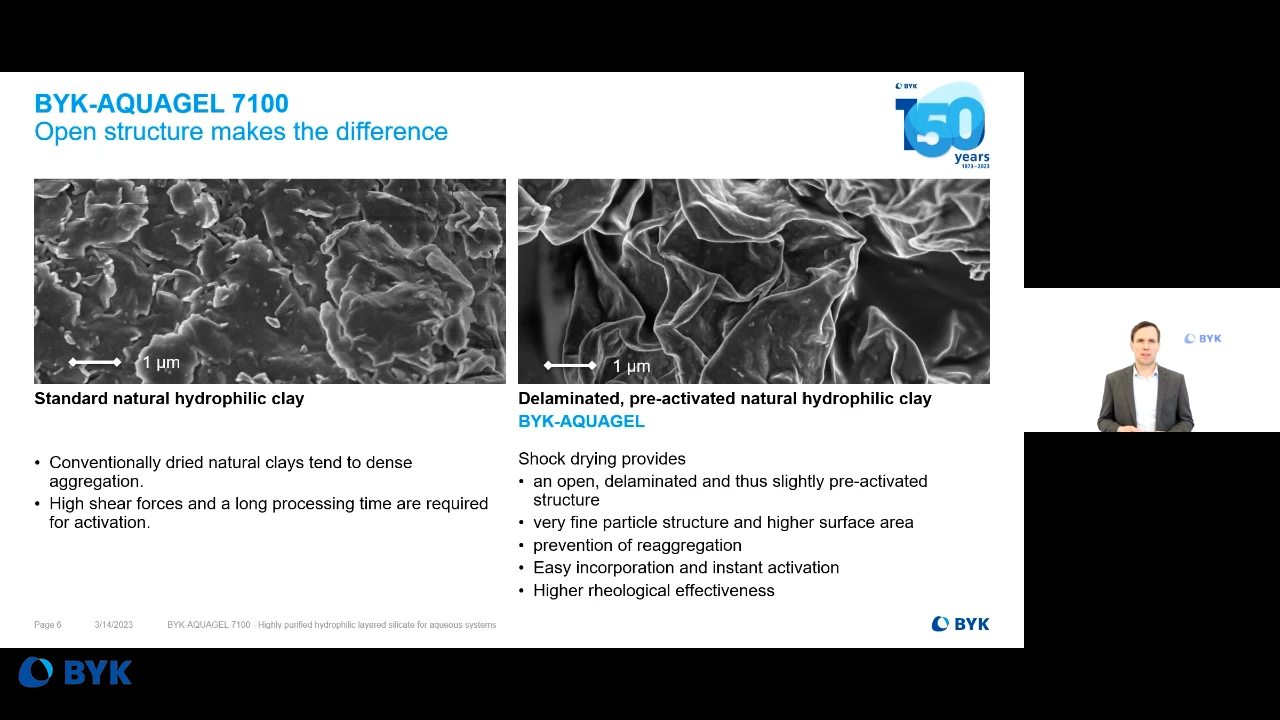 BYK-AQUAGEL 7100
Open structure makes the difference
BYK
150
years
1873–2023
1 µm
1 µm
Standard natural hydrophilic clay
• Conventionally dried natural clays tend to dense
aggregation.
• High shear forces and a long processing time are required
for activation.
Delaminated, pre-activated natural hydrophilic clay
BYK-AQUAGEL
Shock drying provides
• an open, delaminated and thus slightly pre-activated
structure
• very fine particle structure and higher surface area
• prevention of reaggregation
• Easy incorporation and instant activation
• Higher rheological effectiveness
Page 6 3/14/2023 BYK-AQUAGEL 7100 - Highly purified hydrophilic layered silicate for aqueous systems
BYK
BYK
BYK